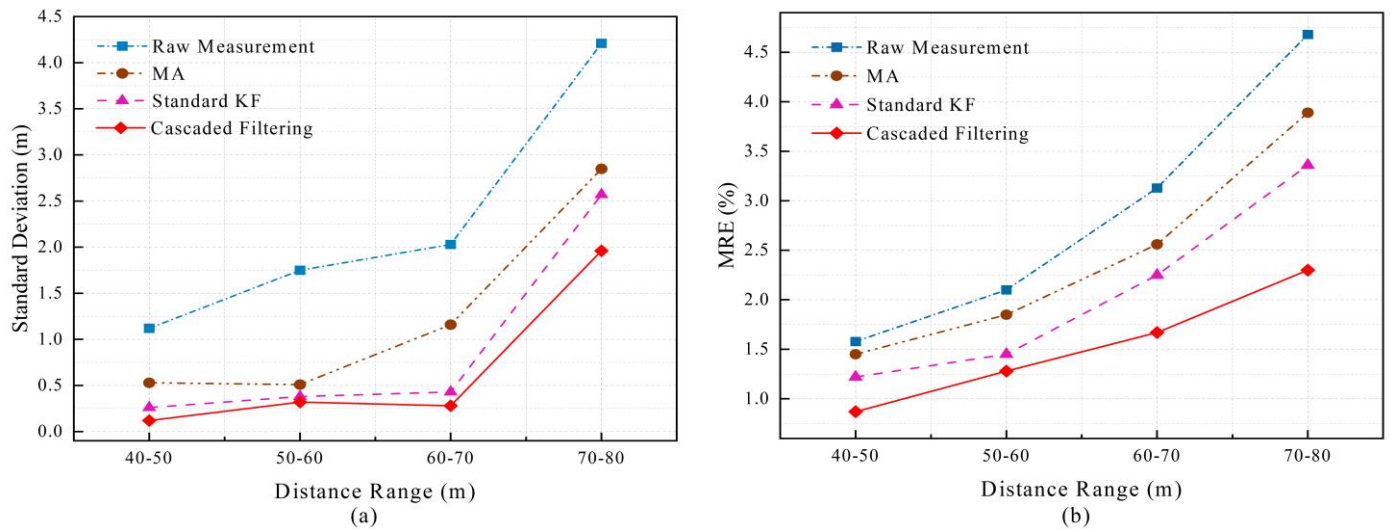 4.5
4.0
3.5
3.0
2.5
2.0
1.5
1.0
0.5
0.0
Standard Deviation (m)
Raw Measurement
MA
Standard KF
Cascaded Filtering
40-50 50-60 60-70 70-80
Distance Range (m)
(a)
4.5
4.0
3.5
3.0
2.5
2.0
1.5
1.0
MRE (%)
Raw Measurement
MA
Standard KF
Cascaded Filtering
40-50 50-60 60-70 70-80
Distance Range (m)
(b)